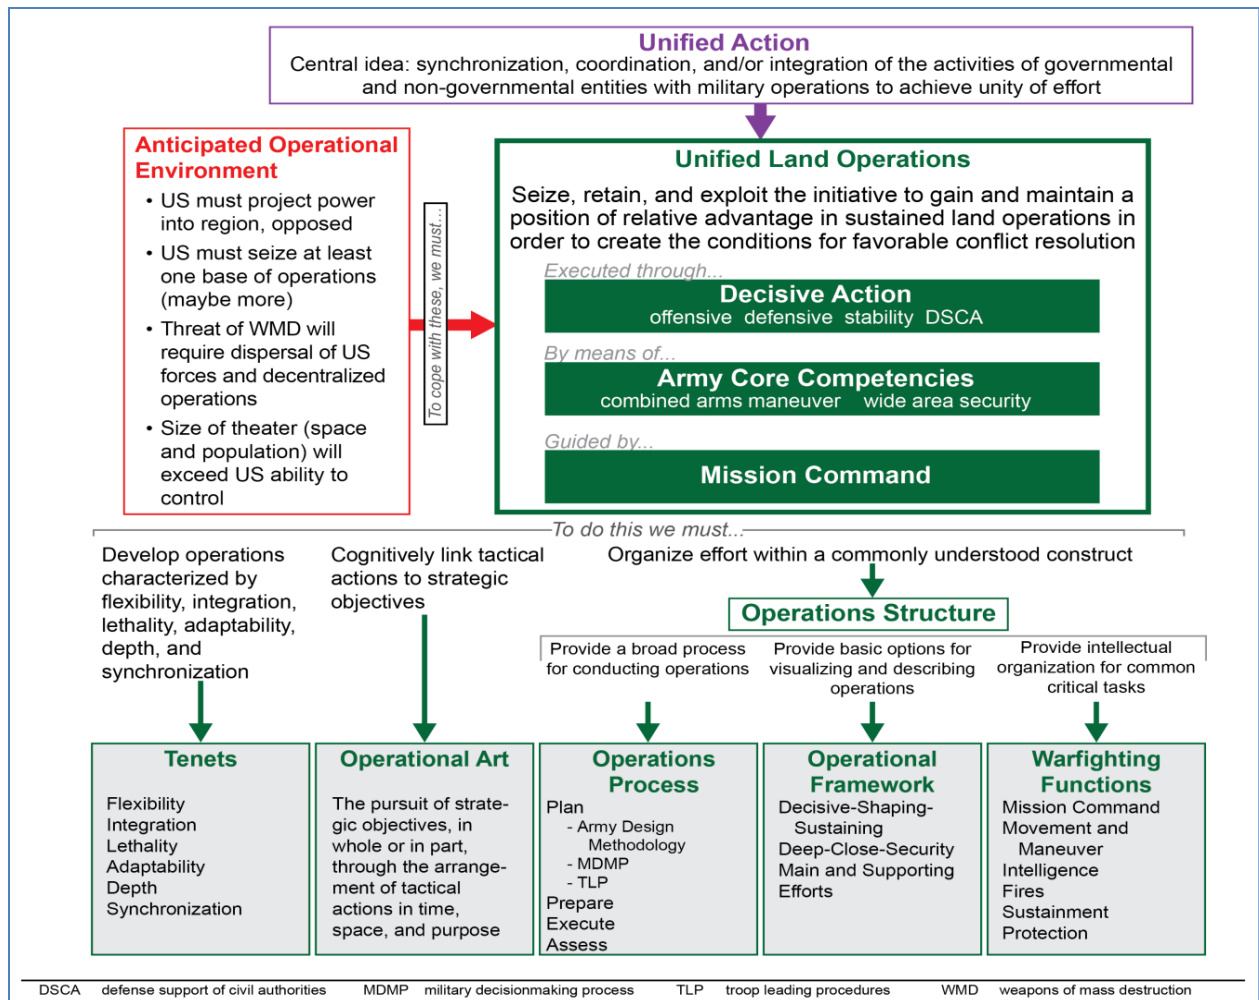 Unified Action
Central idea: synchronization, coordination, and/or integration of the activities of governmental
and non-governmental entities with military operations to achieve unity of effort
Anticipated Operational
Environment
• US must project power
into region, opposed
• US must seize at least
one base of operations
(maybe more)
• Threat of WMD will
require dispersal of US
forces and decentralized
operations
• Size of theater (space
and population) will
exceed US ability to
control
To cope with these, we must....
Unified Land Operations
Seize, retain, and exploit the initiative to gain and maintain a
position of relative advantage in sustained land operations in
order to create the conditions for favorable conflict resolution
Executed through...
Decisive Action
offensive defensive stability DSCA
By means of...
Army Core Competencies
combined arms maneuver wide area security
Guided by...
Mission Command
To do this we must...
Develop operations
characterized by
flexibility, integration,
lethality, adaptability,
depth, and
synchronization
Cognitively link tactical
actions to strategic
objectives
Organize effort within a commonly understood construct
Operations Structure
Provide a broad process
for conducting operations
Provide basic options for
visualizing and describing
operations
Provide intellectual
organization for common
critical tasks
Tenets
Flexibility
Integration
Lethality
Adaptability
Depth
Synchronization
Operational Art
The pursuit of strate-
gic objectives, in
whole or in part,
through the arrange-
ment of tactical
actions in time,
space, and purpose
Operations
Process
Plan
- Army Design
Methodology
- MDMP
- TLP
Prepare
Execute
Assess
Operational
Framework
Decisive-Shaping-
Sustaining
Deep-Close-Security
Main and Supporting
Efforts
Warfighting
Functions
Mission Command
Movement and
Maneuver
Intelligence
Fires
Sustainment
Protection
DSCA defense support of civil authorities MDMP military decisionmaking process TLP troop leading procedures WMD weapons of mass destruction